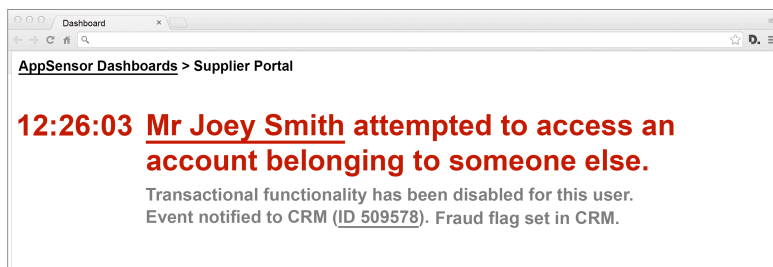 Dashboard
AppSensor Dashboards > Supplier Portal
12:26:03 Mr Joey Smith attempted to access an
account belonging to someone else.
Transactional functionality has been disabled for this user.
Event notified to CRM (ID 509578). Fraud flag set in CRM.